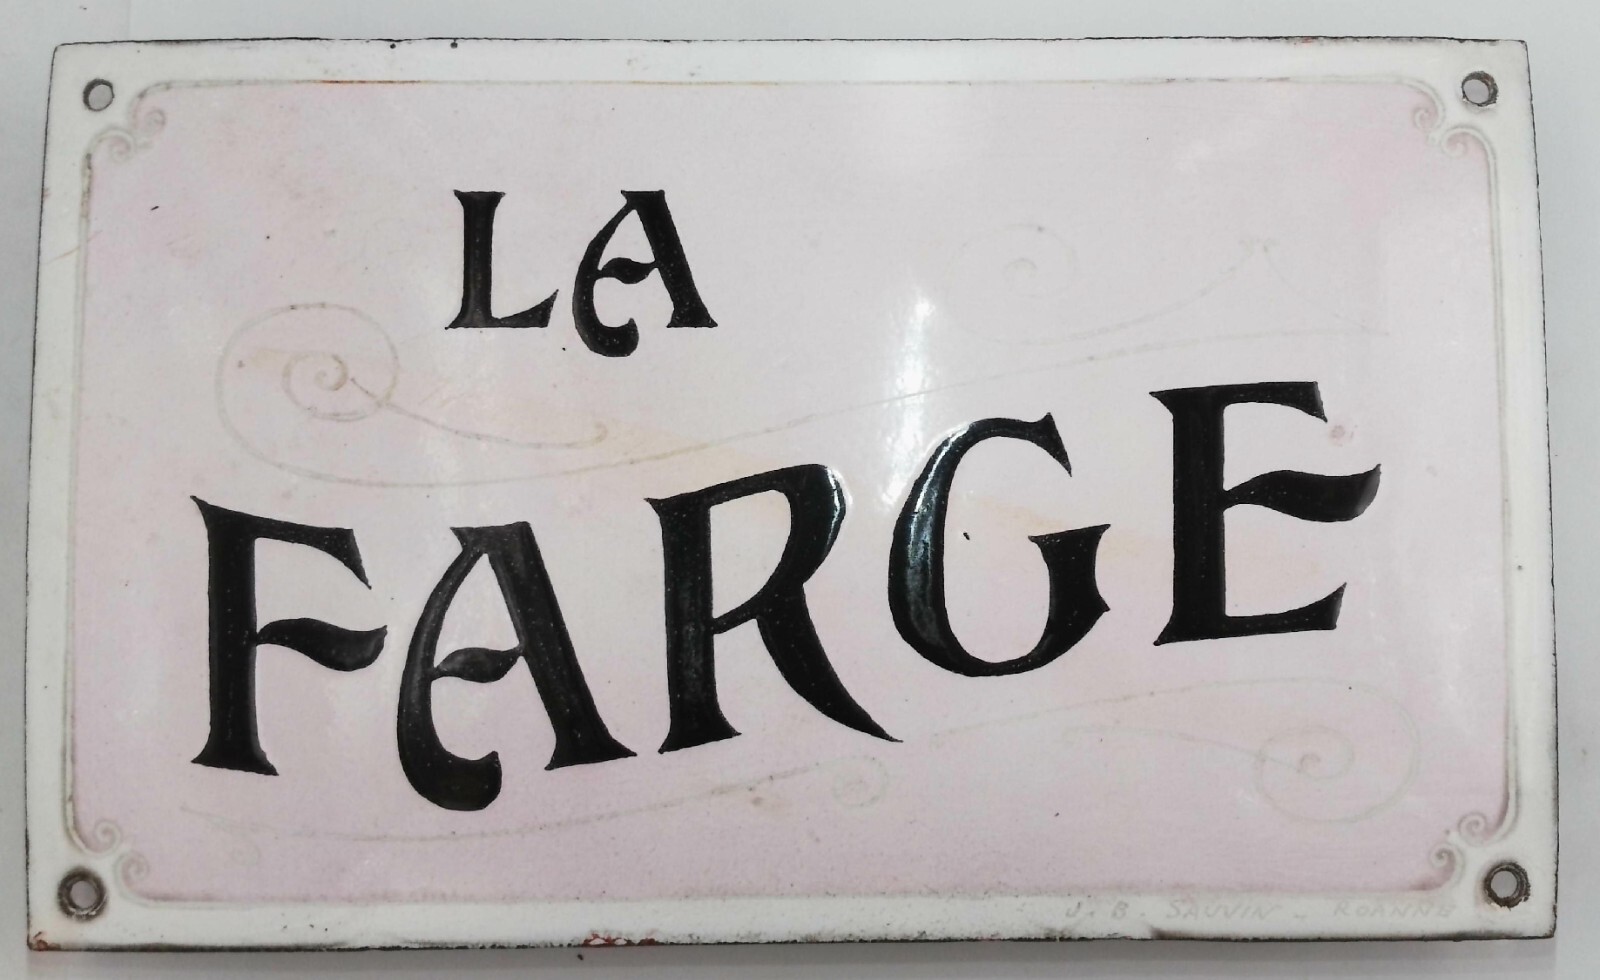 LA
FARGE
J. B. SAUVIN - ROANNE